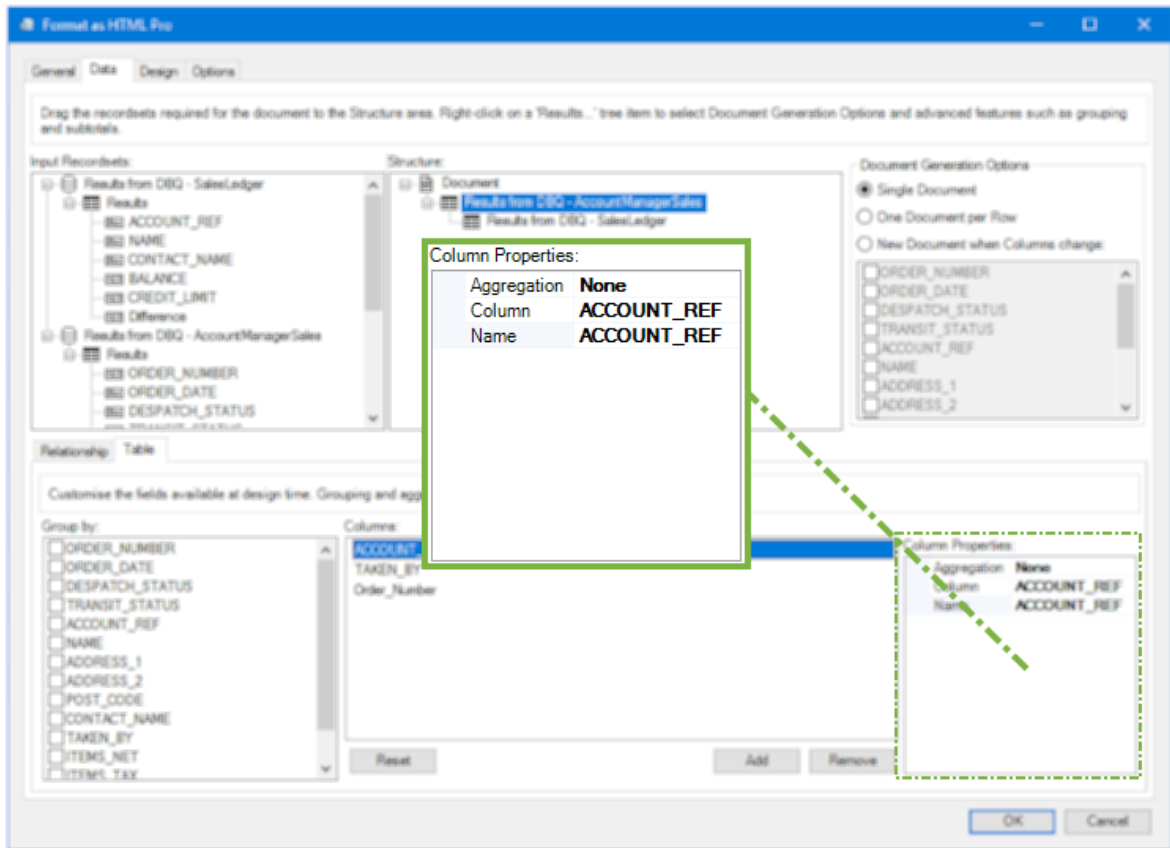 Format as HTML Pro
General Data Design Options
Drag the recordsets required for the document to the Structure area. Right-click on a 'Results...' tree item to select Document Generation Options and advanced features such as grouping
and subtotals.
Input Recordsets:
Results from DBQ - SalesLedger
Results
ACCOUNT_REF
NAME
CONTACT_NAME
BALANCE
CREDIT_LIMIT
Difference
Results from DBQ - AccountManagerSales
Results
ORDER_NUMBER
ORDER_DATE
DESPATCH_STATUS
TRANSIT_STATUS
Structure:
Document
Results from DBQ - AccountManagerSales
Results from DBQ - SalesLedger
Document Generation Options
Single Document
One Document per Row
New Document when Columns change:
ORDER_NUMBER
ORDER_DATE
DESPATCH_STATUS
TRANSIT_STATUS
ACCOUNT_REF
NAME
ADDRESS_1
ADDRESS_2
Column Properties:
Aggregation None
Column ACCOUNT_REF
Name ACCOUNT_REF
Relationship Table
Customise the fields available at design time. Grouping and
Group by:
ORDER_NUMBER
ORDER_DATE
DESPATCH_STATUS
TRANSIT_STATUS
ACCOUNT_REF
NAME
ADDRESS_1
ADDRESS_2
POST_CODE
CONTACT_NAME
TAKEN_BY
ITEMS_NET
ITEMS_TAX
Columns:
ACCOUNT_
TAKEN_BY
Order_Number
Reset Add Remove
Column Properties:
Aggregation None
Column ACCOUNT_REF
Name ACCOUNT_REF
OK Cancel